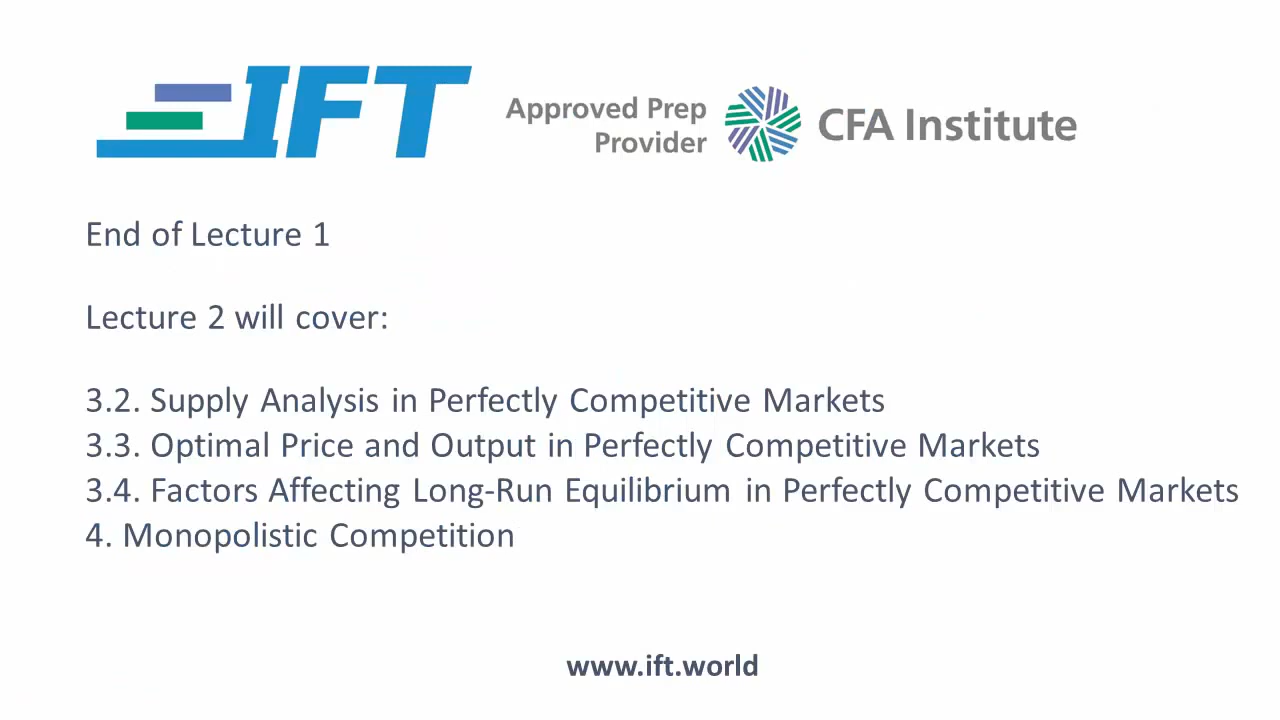 IFT
Approved Prep
Provider
CFA Institute
End of Lecture 1
Lecture 2 will cover:
3.2. Supply Analysis in Perfectly Competitive Markets
3.3. Optimal Price and Output in Perfectly Competitive Markets
3.4. Factors Affecting Long-Run Equilibrium in Perfectly Competitive Markets
4. Monopolistic Competition
www.ift.world